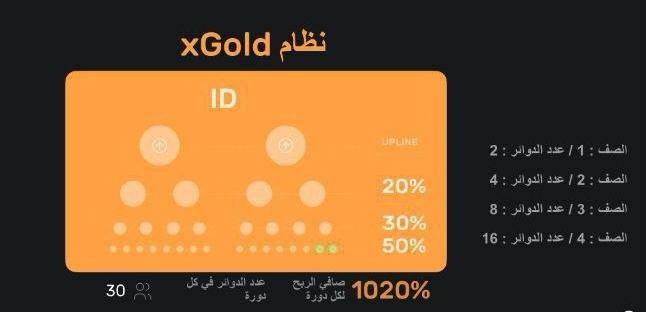 نظام xGold
ID
UPLINE
20%
30%
50%
الصف : 1 / عدد الدوائر : 2
الصف : 2 / عدد الدوائر : 4
الصف : 3 / عدد الدوائر : 8
الصف : 4 / عدد الدوائر : 16
1020%
صافي الربح
لكل دورة
عدد الدوائر في كل
دورة
30